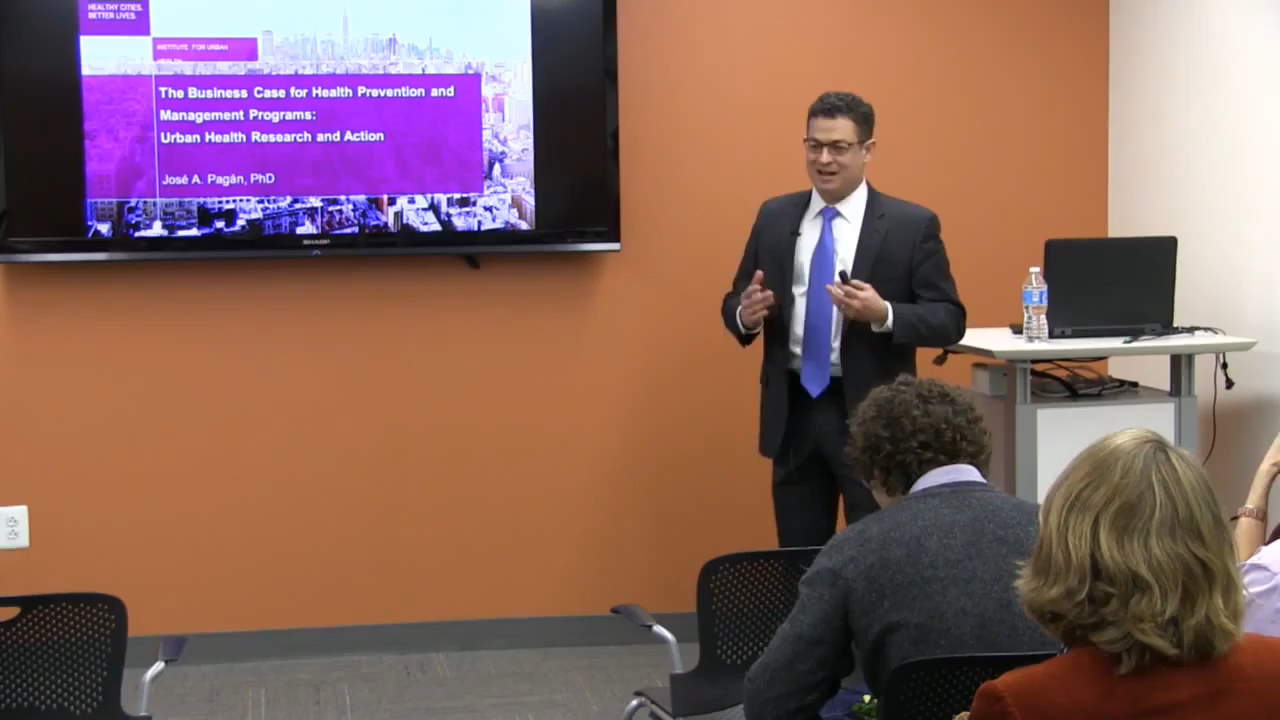 HEALTHY CITIES.
BETTER LIVES.
INSTITUTE FOR URBAN
HEALTH
The Business Case for Health Prevention and
Management Programs:
Urban Health Research and Action
José A. Pagán, PhD
SHARP